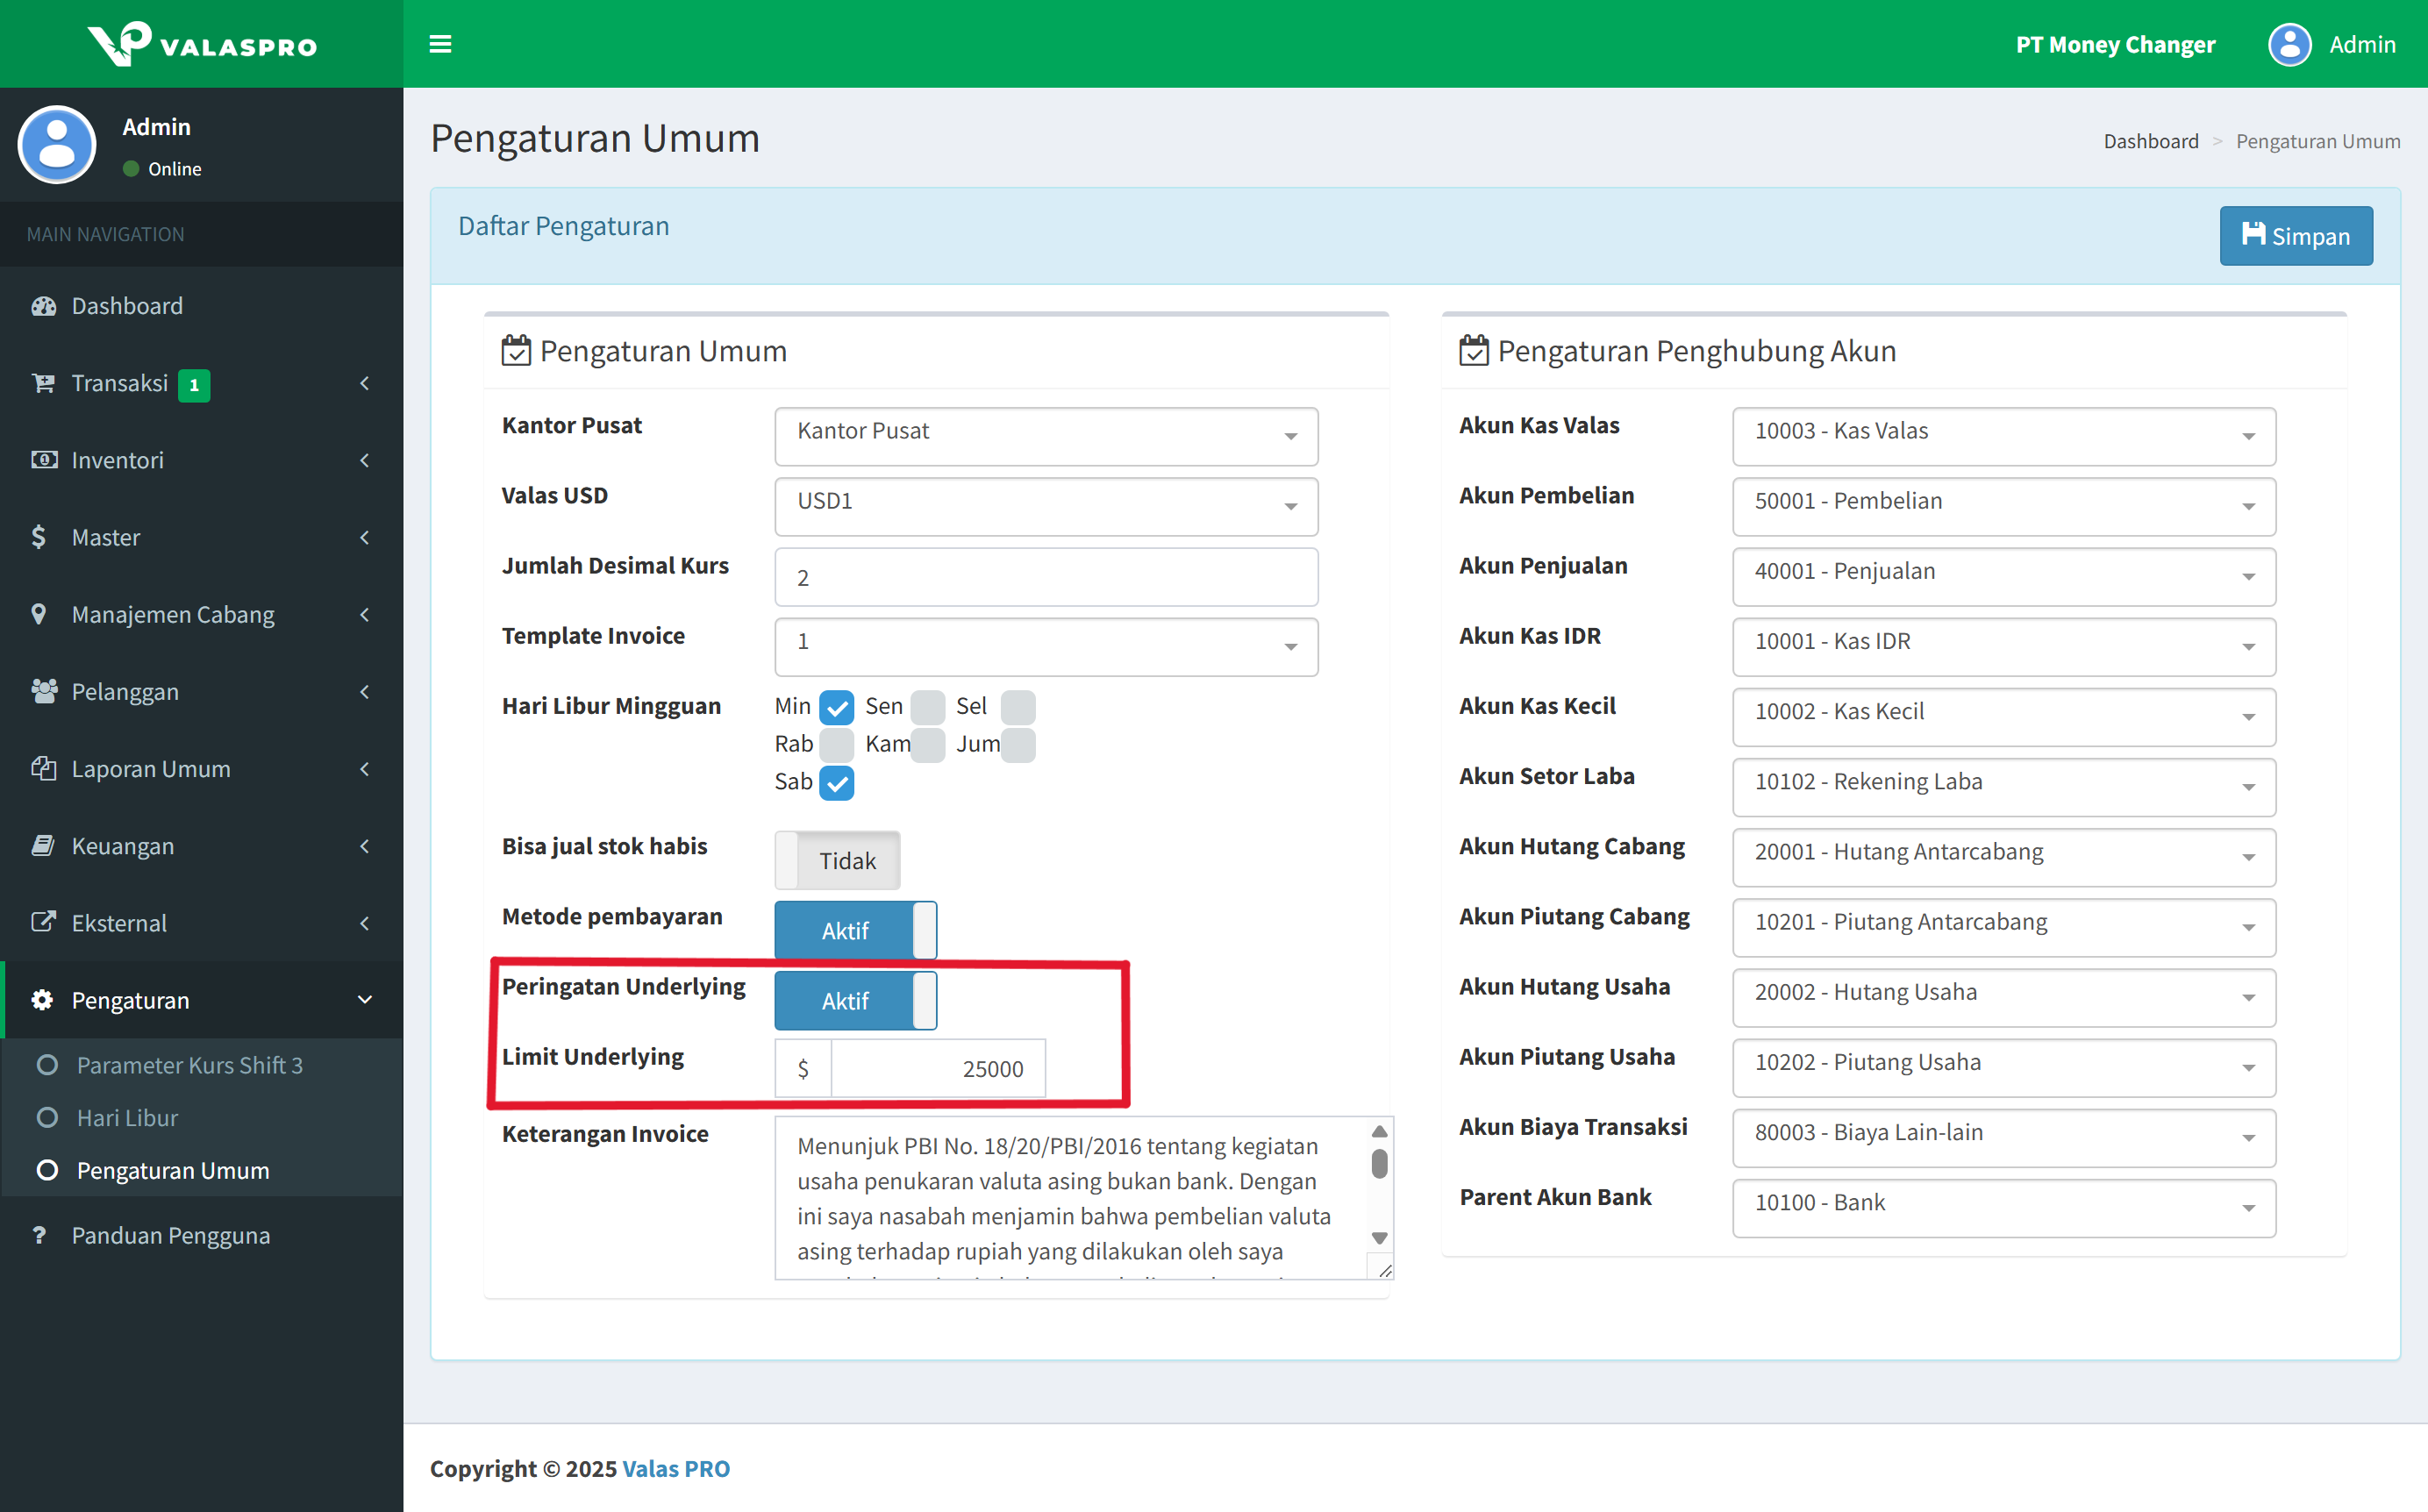 VALASPRO
PT Money Changer
Admin
Admin
Online
MAIN NAVIGATION
Dashboard
Transaksi 1
Inventori
Master
Manajemen Cabang
Pelanggan
Laporan Umum
Keuangan
Eksternal
Pengaturan
Parameter Kurs Shift 3
Hari Libur
Pengaturan Umum
Panduan Pengguna
Pengaturan Umum
Dashboard > Pengaturan Umum
Daftar Pengaturan
Simpan
Pengaturan Umum
Kantor Pusat Kantor Pusat
Valas USD USD1
Jumlah Desimal Kurs 2
Template Invoice 1
Hari Libur Mingguan Min Sen Sel
Rab Kam Jum
Sab
Bisa jual stok habis Tidak
Metode pembayaran Aktif
Peringatan Underlying Aktif
Limit Underlying $ 25000
Keterangan Invoice Menunjuk PBI No. 18/20/PBI/2016 tentang kegiatan
usaha penukaran valuta asing bukan bank. Dengan
ini saya nasabah menjamin bahwa pembelian valuta
asing terhadap rupiah yang dilakukan oleh saya
Pengaturan Penghubung Akun
Akun Kas Valas 10003 - Kas Valas
Akun Pembelian 50001 - Pembelian
Akun Penjualan 40001 - Penjualan
Akun Kas IDR 10001 - Kas IDR
Akun Kas Kecil 10002 - Kas Kecil
Akun Setor Laba 10102 - Rekening Laba
Akun Hutang Cabang 20001 - Hutang Antarcabang
Akun Piutang Cabang 10201 - Piutang Antarcabang
Akun Hutang Usaha 20002 - Hutang Usaha
Akun Piutang Usaha 10202 - Piutang Usaha
Akun Biaya Transaksi 80003 - Biaya Lain-lain
Parent Akun Bank 10100 - Bank
Copyright © 2025 Valas PRO